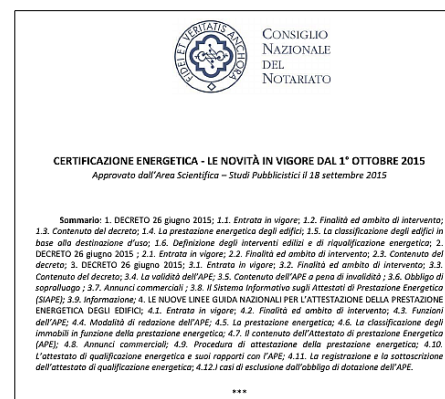 FIDEI ET VERITATIS ANCHORA
CONSIGLIO
NAZIONALE
DEL
NOTARIATO
CERTIFICAZIONE ENERGETICA - LE NOVITÀ IN VIGORE DAL 1° OTTOBRE 2015
Approvato dall'Area Scientifica – Studi Pubblicistici il 18 settembre 2015
Sommario: 1. DECRETO 26 giugno 2015; 1.1. Entrata in vigore; 1.2. Finalità ed ambito di intervento;
1.3. Contenuto del decreto; 1.4. La prestazione energetica degli edifici; 1.5. La classificazione degli edifici in
base alla destinazione d'uso; 1.6. Definizione degli interventi edilizi e di riqualificazione energetica; 2.
DECRETO 26 giugno 2015 ; 2.1. Entrata in vigore; 2.2. Finalità ed ambito di intervento; 2.3. Contenuto del
decreto; 3. DECRETO 26 giugno 2015; 3.1. Entrata in vigore; 3.2. Finalità ed ambito di intervento; 3.3.
Contenuto del decreto; 3.4. La validità dell'APE; 3.5. Contenuto dell'APE a pena di invalidità ; 3.6. Obbligo di
sopralluogo ; 3.7. Annunci commerciali ; 3.8. Il Sistema Informativo sugli Attestati di Prestazione Energetica
(SIAPE); 3.9. Informazione; 4. LE NUOVE LINEE GUIDA NAZIONALI PER L'ATTESTAZIONE DELLA PRESTAZIONE
ENERGETICA DEGLI EDIFICI; 4.1. Entrata in vigore; 4.2. Finalità ed ambito di intervento; 4.3. Funzioni
dell'APE; 4.4. Modalità di redazione dell'APE; 4.5. La prestazione energetica; 4.6. La classificazione degli
immobili in funzione della prestazione energetica; 4.7. Il contenuto dell'Attestato di prestazione Energetica
(APE); 4.8. Annunci commerciali; 4.9. Procedura di attestazione della prestazione energetica; 4.10.
L'attestato di qualificazione energetica e suoi rapporti con l'APE; 4.11. La registrazione e la sottoscrizione
dell'attestato di qualificazione energetica; 4.12.I casi di esclusione dall'obbligo di dotazione dell'APE.
***